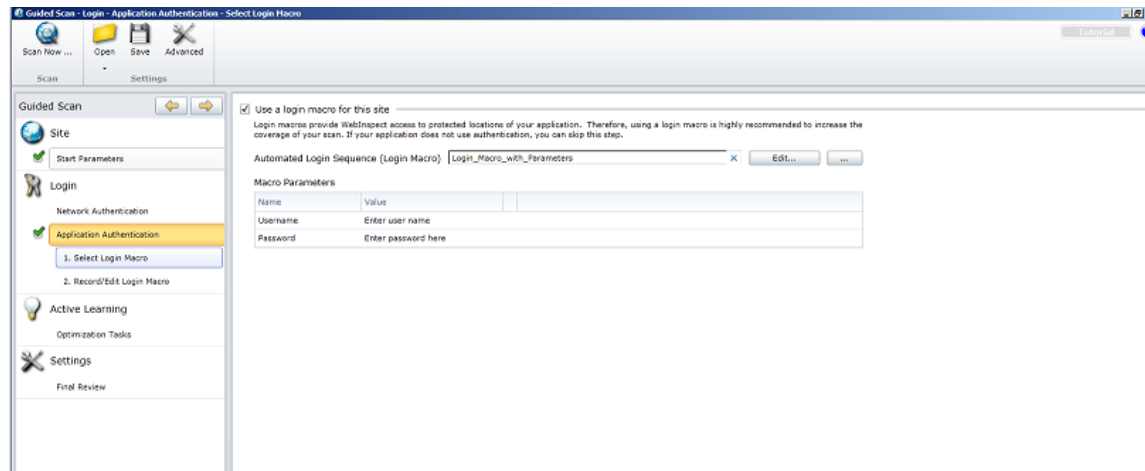 Guided Scan - Login - Application Authentication - Select Login Macro
Scan Now ...
Open
Save
Advanced
Tutorial
Scan
Settings
Guided Scan
Site
Start Parameters
Login
Network Authentication
Application Authentication
1. Select Login Macro
2. Record/Edit Login Macro
Active Learning
Optimization Tasks
Settings
Final Review
Use a login macro for this site
Login macros provide WebInspect access to protected locations of your application. Therefore, using a login macro is highly recommended to increase the
coverage of your scan. If your application does not use authentication, you can skip this step.
Automated Login Sequence (Login Macro) Login_Macro_with_Parameters Edit... ...
Macro Parameters
Name Value
Username Enter user name
Password Enter password here